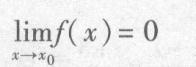 lim f(x) = 0
x→x₀